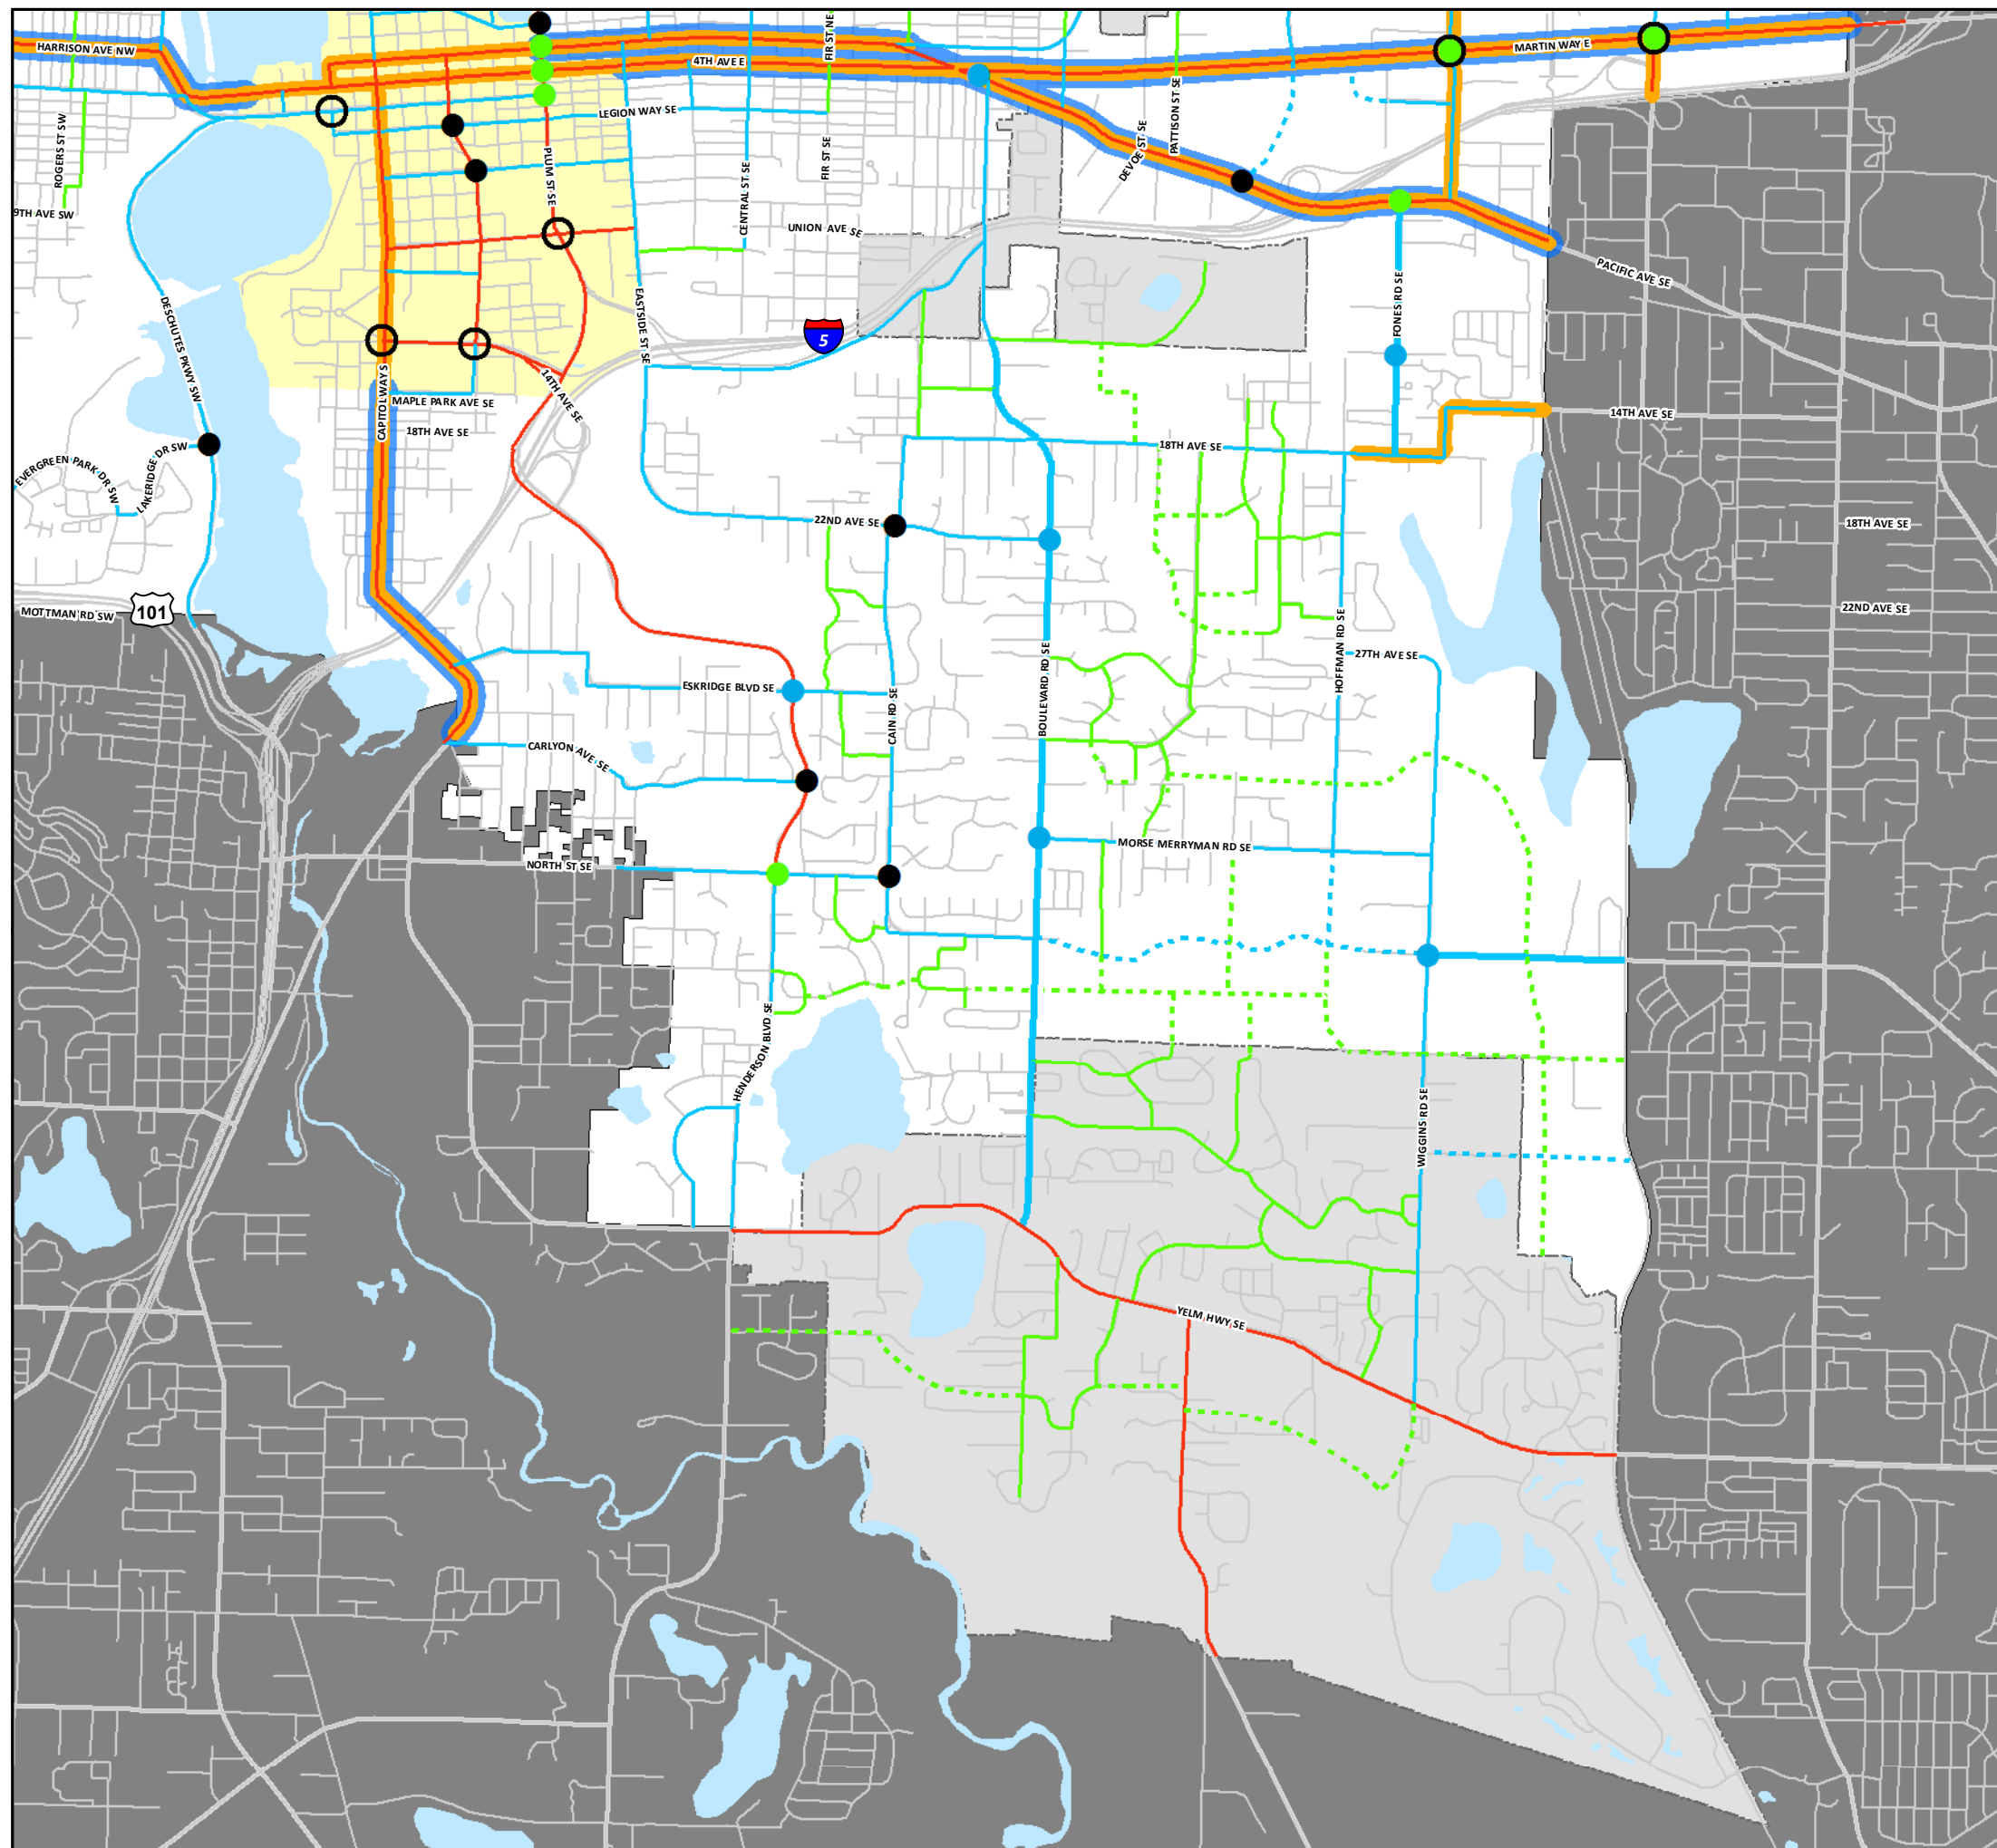 HARRISON AVE NW
FIR ST NE
MARTIN WAY E
4TH AVE E
LEGION WAY SE
ROGERS ST SW
PLUM ST SE
CENTRAL ST SE
FIR ST SE
DEVOE ST SE
PATTISON ST SE
9TH AVE SW
UNION AVE SE
PACIFIC AVE SE
DESCHUTES PKWY SW
EASTSIDE ST SE
5
FONES RD SE
14TH AVE SE
MAPLE PARK AVE SE
14TH AVE SE
CAPITOL WAY S
18TH AVE SE
18TH AVE SE
EVERGREEN PARK DR SW
LAKERIDGE DR SW
22ND AVE SE
18TH AVE SE
MOTTMAN RD SW
101
22ND AVE SE
HOFFMAN RD SE
27TH AVE SE
ESKRIDGE BLVD SE
CAIN RD SE
BOULEVARD RD SE
CARLYON AVE SE
MORSE MERRYMAN RD SE
NORTH ST SE
HENDERSON BLVD SE
WIGGINS RD SE
YELM HWY SE